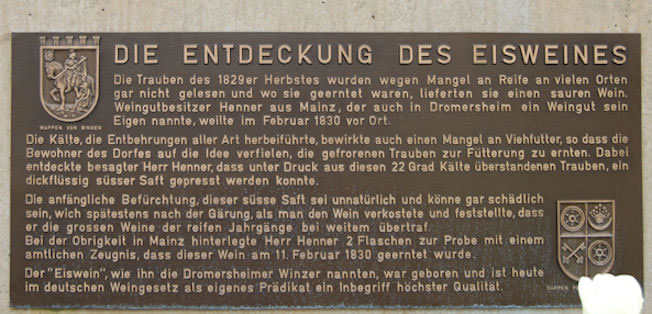 DIE ENTDECKUNG DES EISWEINES
Die Trauben des 1829er Herbstes wurden wegen Mangel an Reife an vielen Orten
gar nicht gelesen und wo sie geerntet waren, lieferten sie einen sauren Wein.
Weingutbesitzer Henner aus Mainz, der auch in Dromersheim ein Weingut sein
Eigen nannte, weilte im Februar 1830 vor Ort.
WAPPEN VON BINGEN
Die Kälte, die Entbehrungen aller Art herbeiführte, bewirkte auch einen Mangel an Viehfutter, so dass die
Bewohner des Dorfes auf die Idee verfielen, die gefrorenen Trauben zur Fütterung zu ernten. Dabei
entdeckte besagter Herr Henner, dass unter Druck aus diesen 22 Grad Kälte überstandenen Trauben, ein
dickflüssig süsser Saft gepresst werden konnte.
Die anfängliche Befürchtung, dieser süsse Saft sei unnatürlich und könne gar schädlich
sein, wich spätestens nach der Gärung, als man den Wein verkostete und feststellte, dass
er die grossen Weine der reifen Jahrgänge bei weitem übertraf.
Bei der Obrigkeit in Mainz hinterlegte Herr Henner 2 Flaschen zur Probe mit einem
amtlichen Zeugnis, dass dieser Wein am 11. Februar 1830 geerntet wurde.
Der "Eiswein", wie ihn die Dromersheimer Winzer nannten, war geboren und ist heute
im deutschen Weingesetz als eigenes Prädikat ein Inbegriff höchster Qualität.
WAPPEN